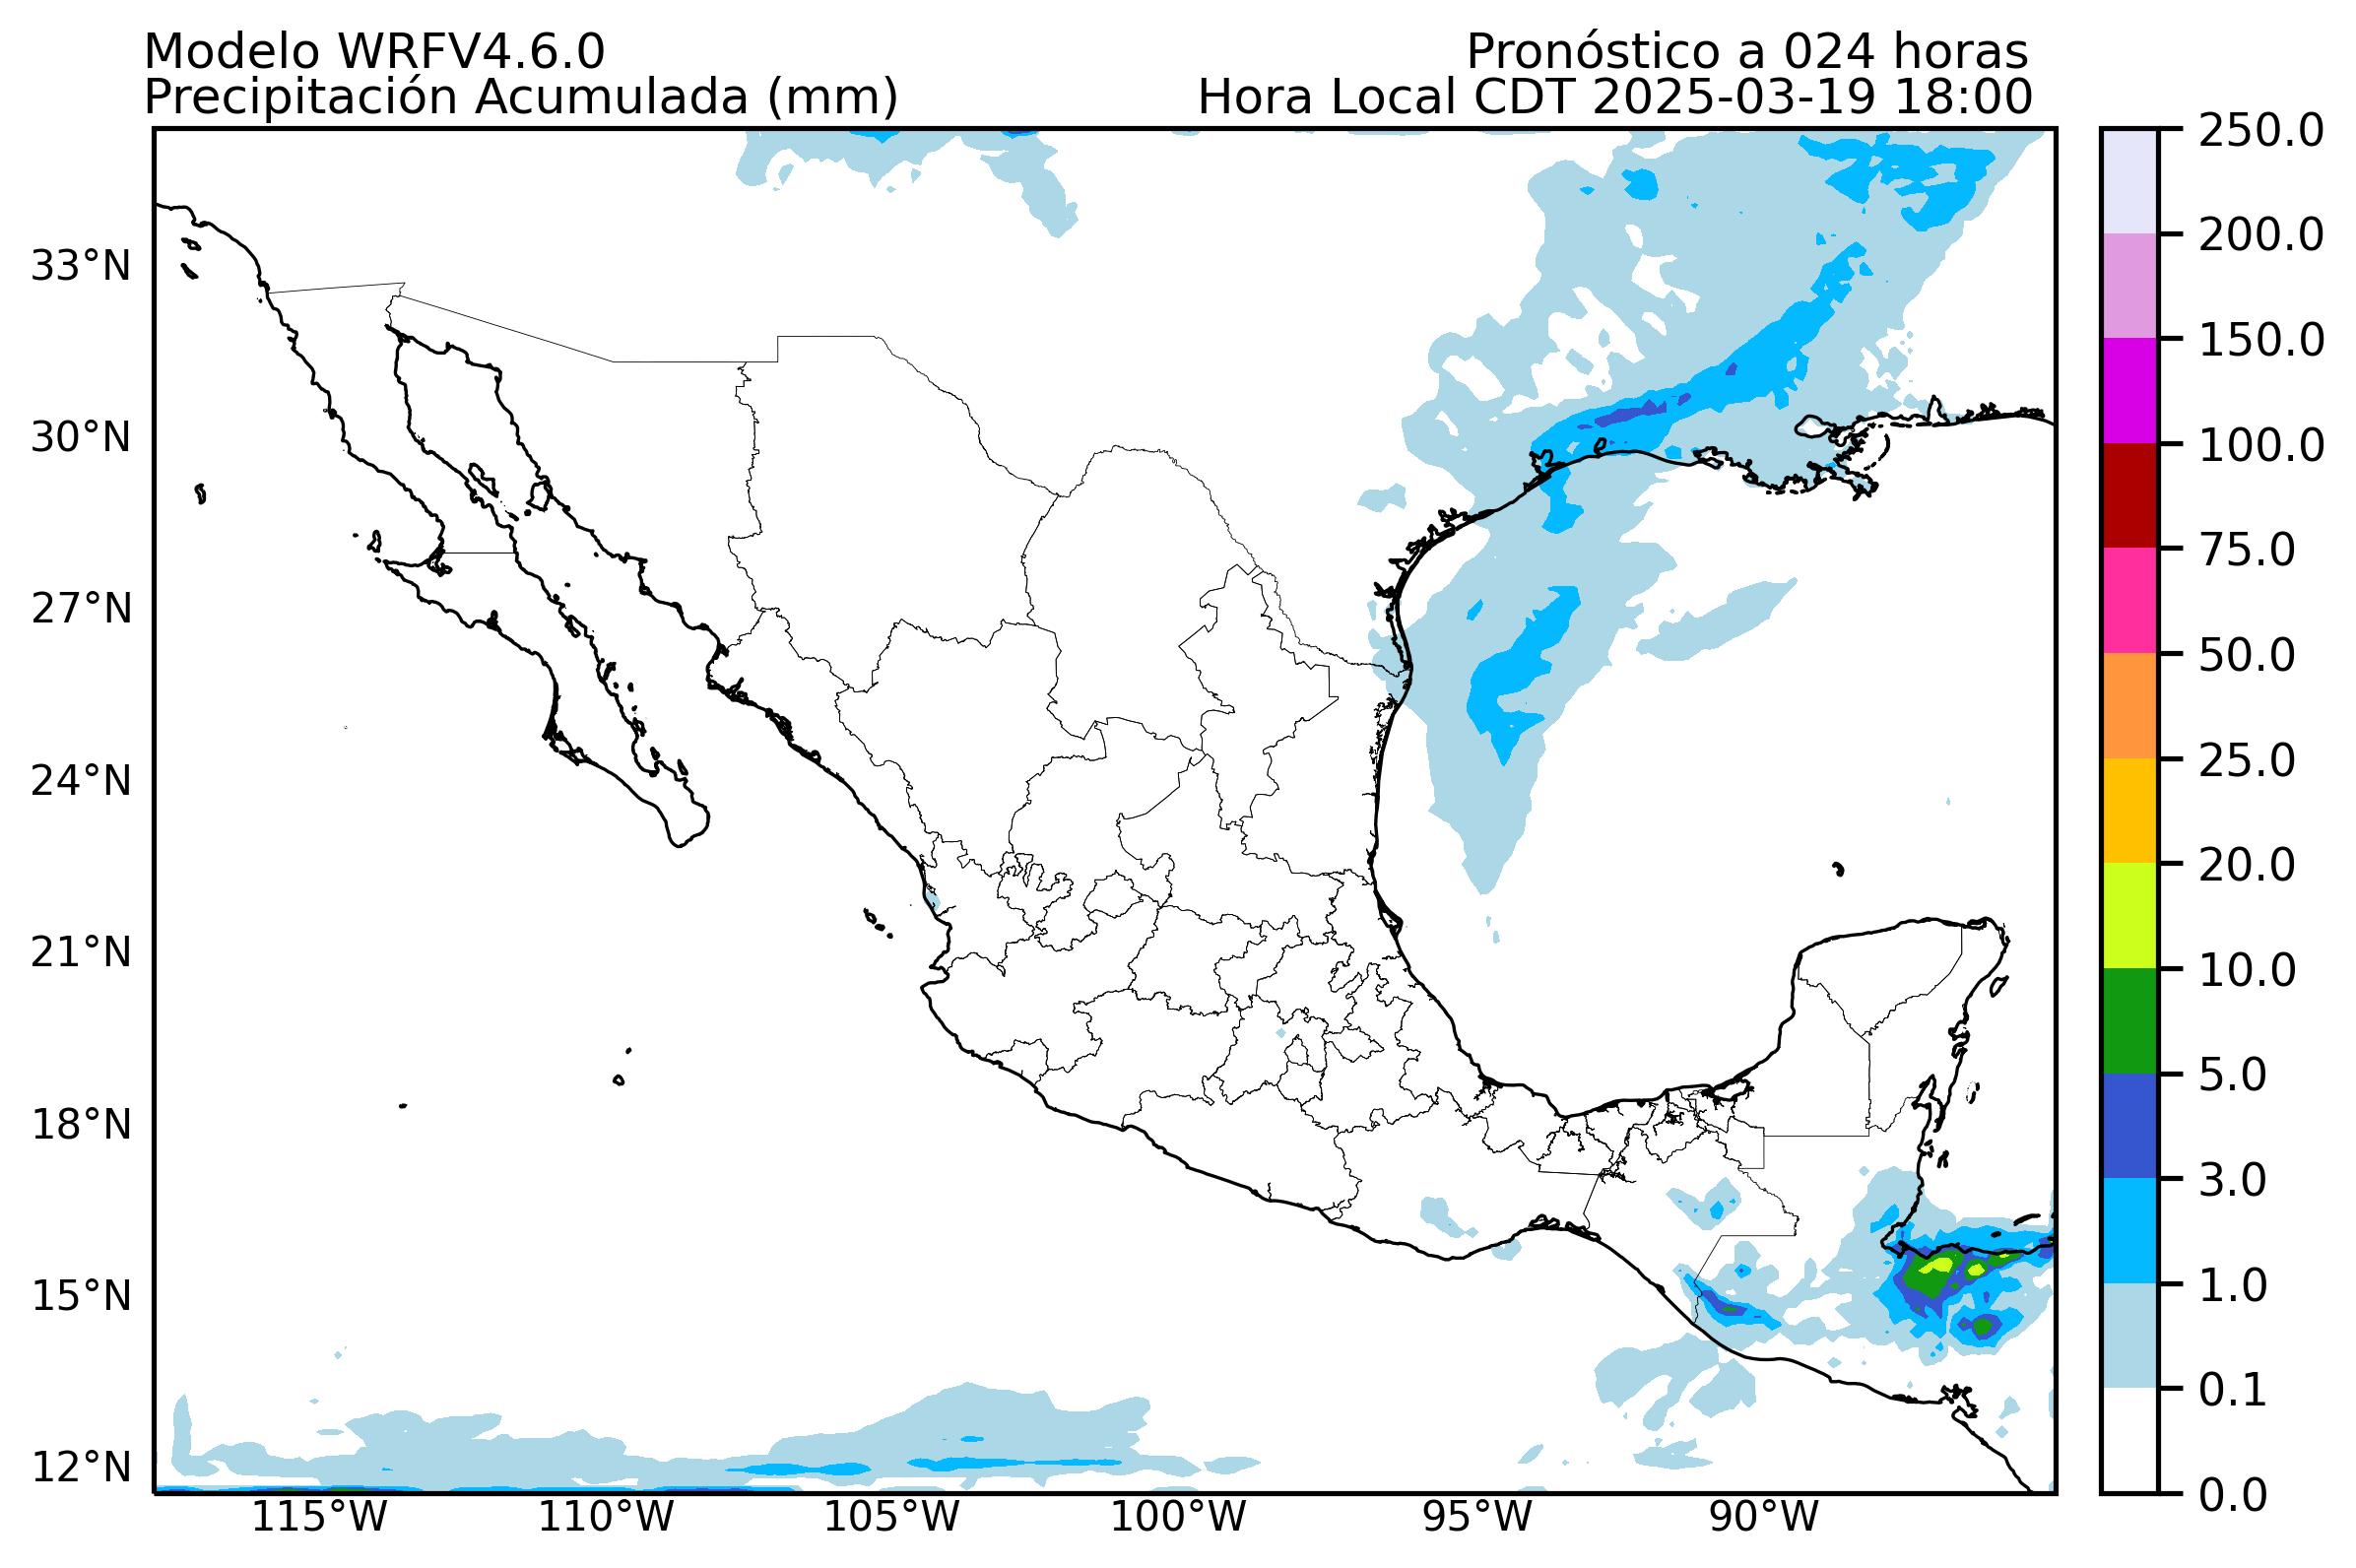 Modelo WRFV4.6.0
Pronóstico a 024 horas
Precipitación Acumulada (mm)
Hora Local CDT 2025-03-19 18:00
33°N
30°N
27°N
24°N
21°N
18°N
15°N
12°N
115°W
110°W
105°W
100°W
95°W
90°W
250.0
200.0
150.0
100.0
75.0
50.0
25.0
20.0
10.0
5.0
3.0
1.0
0.1
0.0